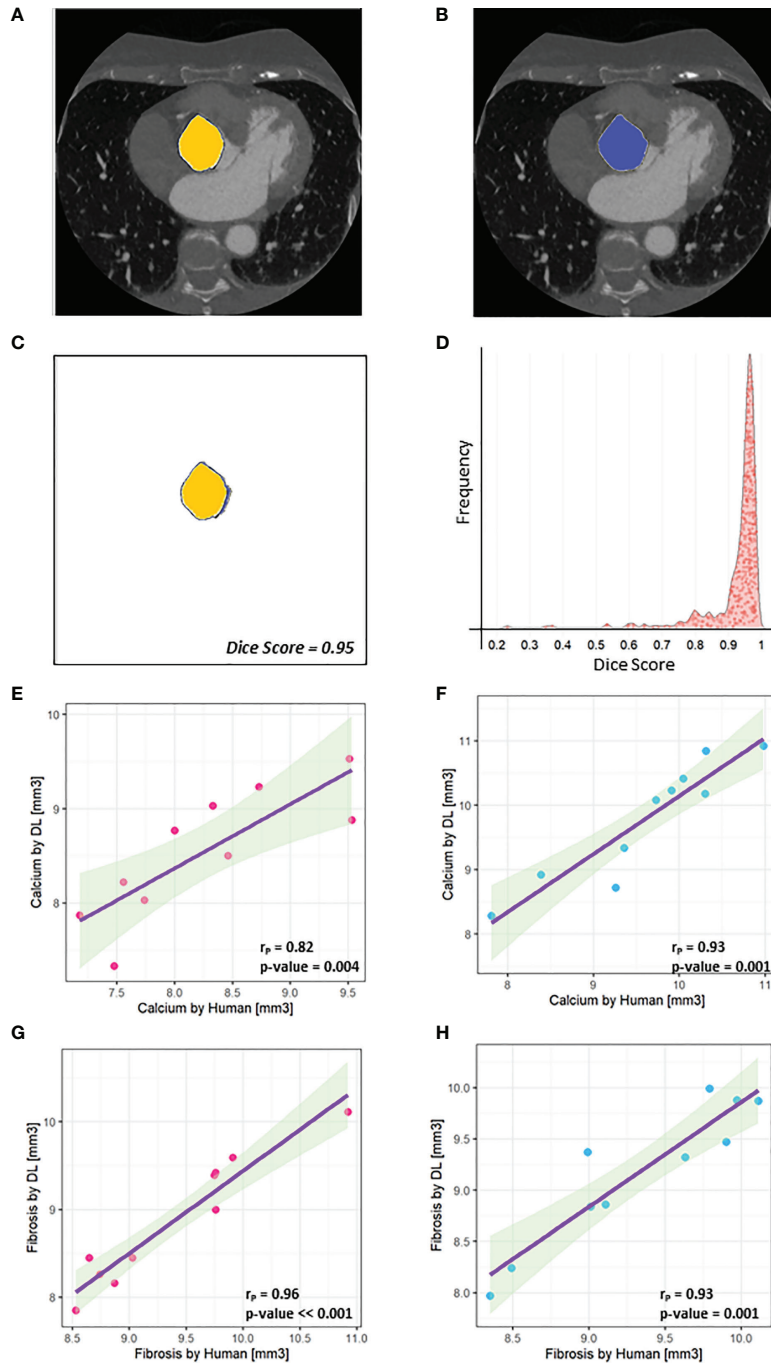 A
B
C
D
Dice Score = 0.95
Frequency
0.2 0.3 0.4 0.5 0.6 0.7 0.8 0.9 1
Dice Score
E
F
10
9
8
Calcium by DL [mm3]
rP = 0.82
p-value = 0.004
7.5 8.0 8.5 9.0 9.5
Calcium by Human [mm3]
11
10
9
8
Calcium by DL [mm3]
rP = 0.93
p-value = 0.001
8 9 10 11
Calcium by Human [mm3]
G
H
10
9
8
Fibrosis by DL [mm3]
rP = 0.96
p-value << 0.001
8.5 9.0 9.5 10.0 10.5 11.0
Fibrosis by Human [mm3]
10.0
9.5
9.0
8.5
8.0
Fibrosis by DL [mm3]
rP = 0.93
p-value = 0.001
8.5 9.0 9.5 10.0
Fibrosis by Human [mm3]